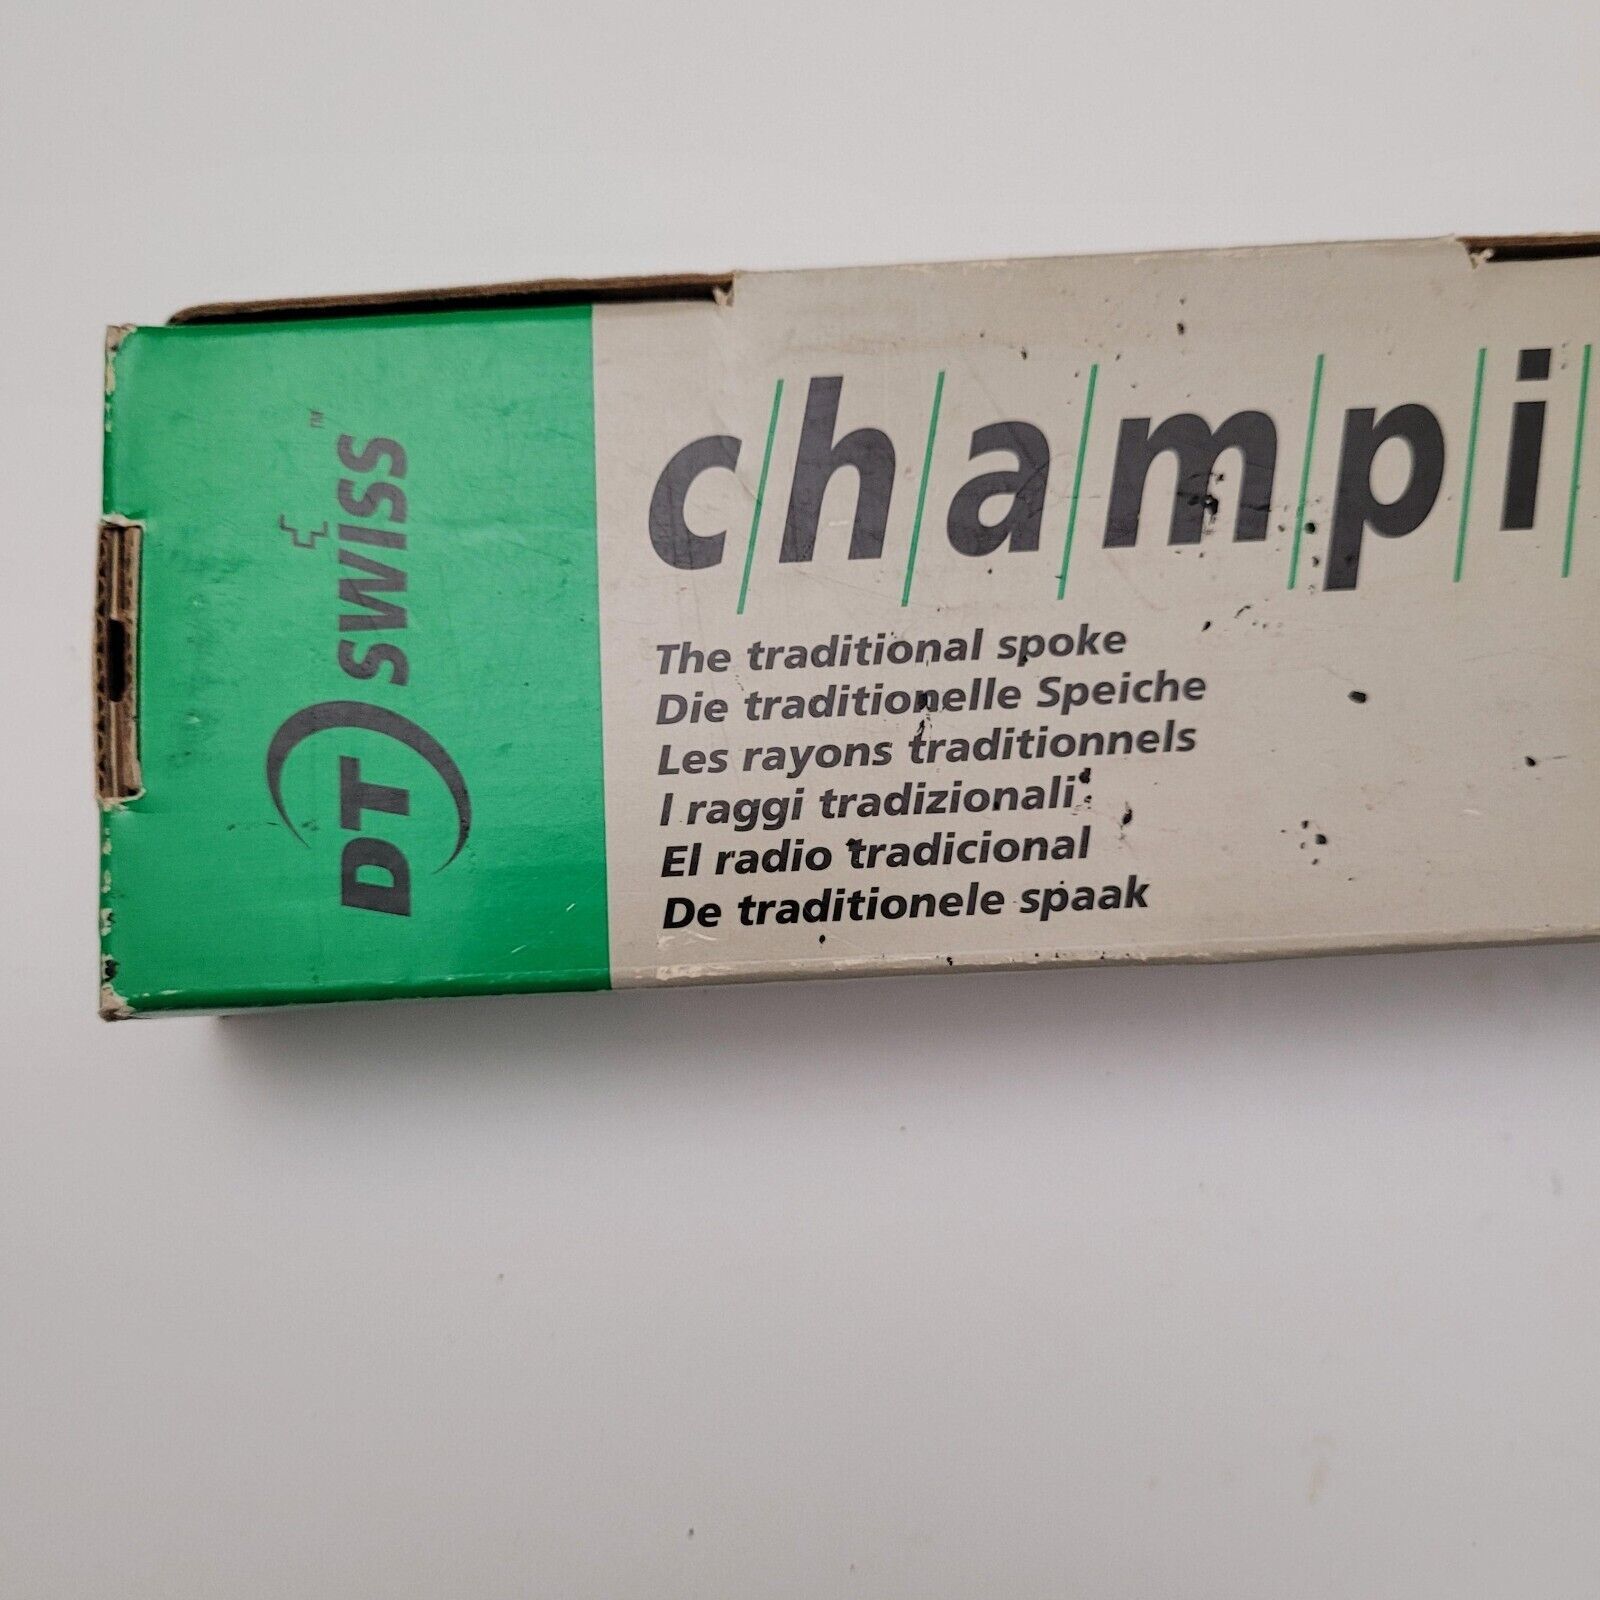 DT SWISS™
champi
The traditional spoke
Die traditionelle Speiche
Les rayons traditionnels
I raggi tradizionali
El radio tradicional
De traditionele spaak